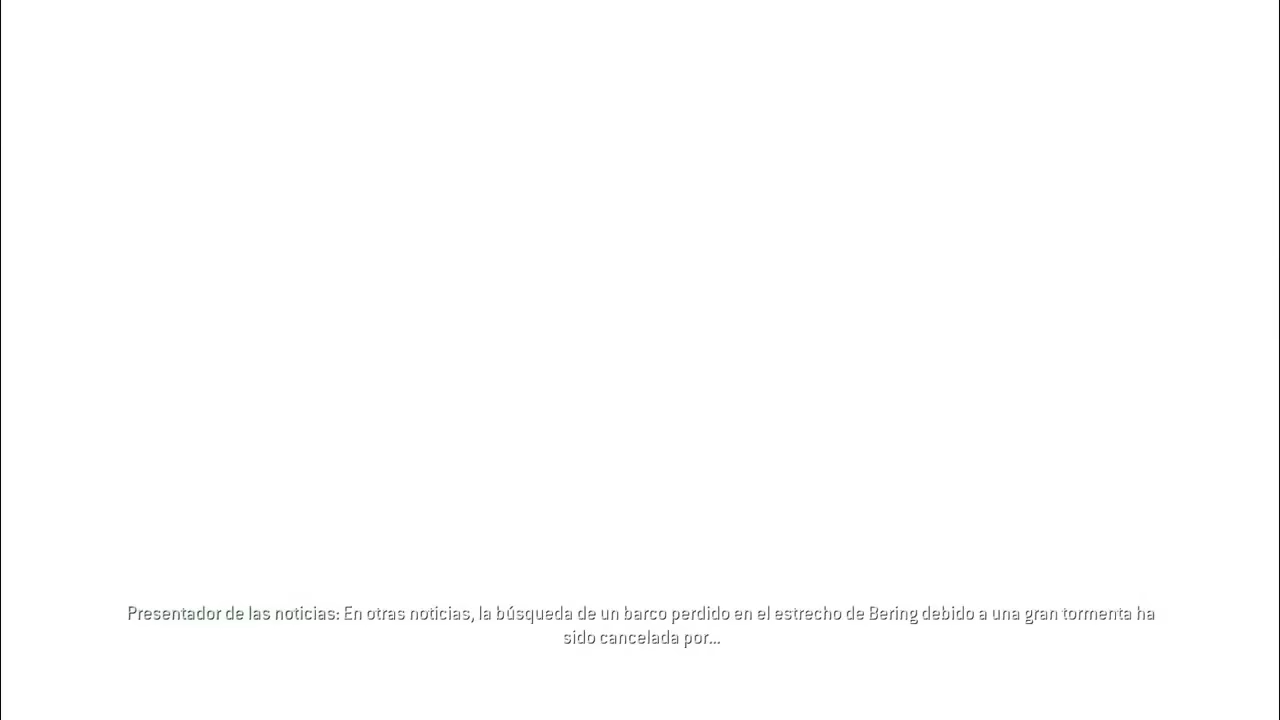 Presentador de las noticias: En otras noticias, la búsqueda de un barco perdido en el estrecho de Bering debido a una gran tormenta ha
sido cancelada por...